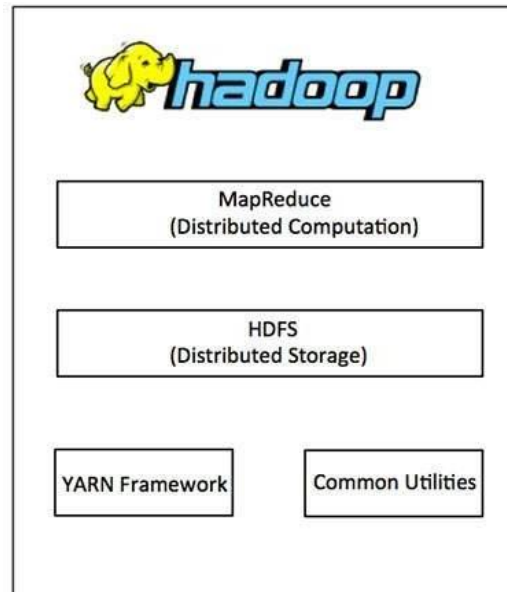 hadoop
MapReduce
(Distributed Computation)
HDFS
(Distributed Storage)
YARN Framework
Common Utilities